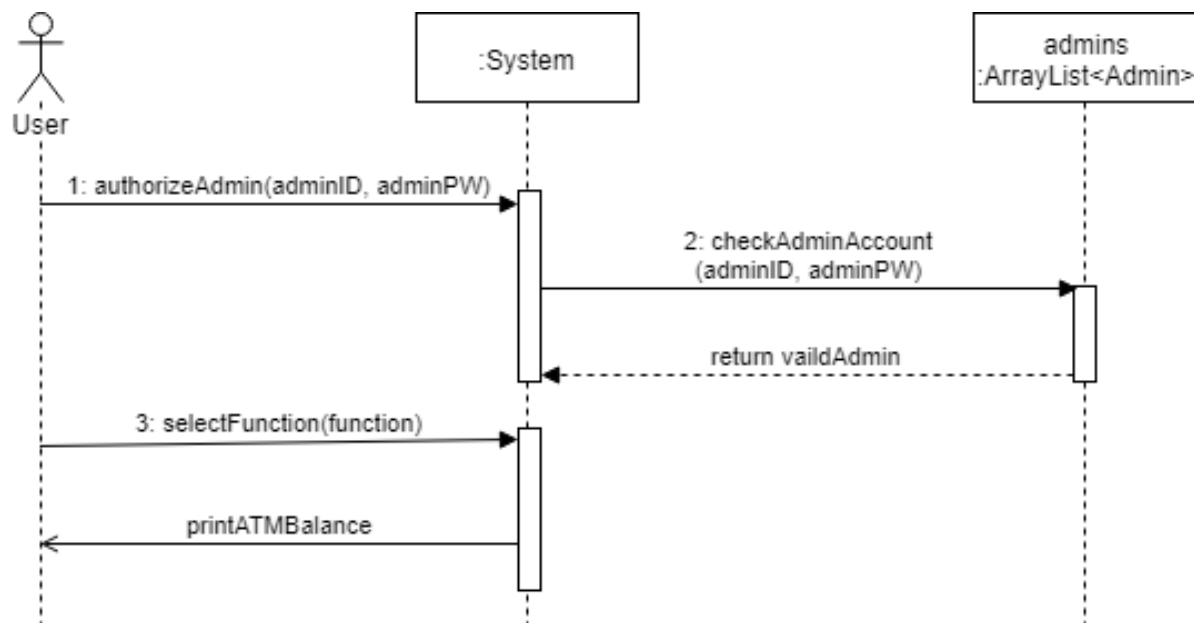 :System
admins
:ArrayList<Admin>
User
1: authorizeAdmin(adminID, adminPW)
2: checkAdminAccount
(adminID, adminPW)
return vaildAdmin
3: selectFunction(function)
printATMBalance